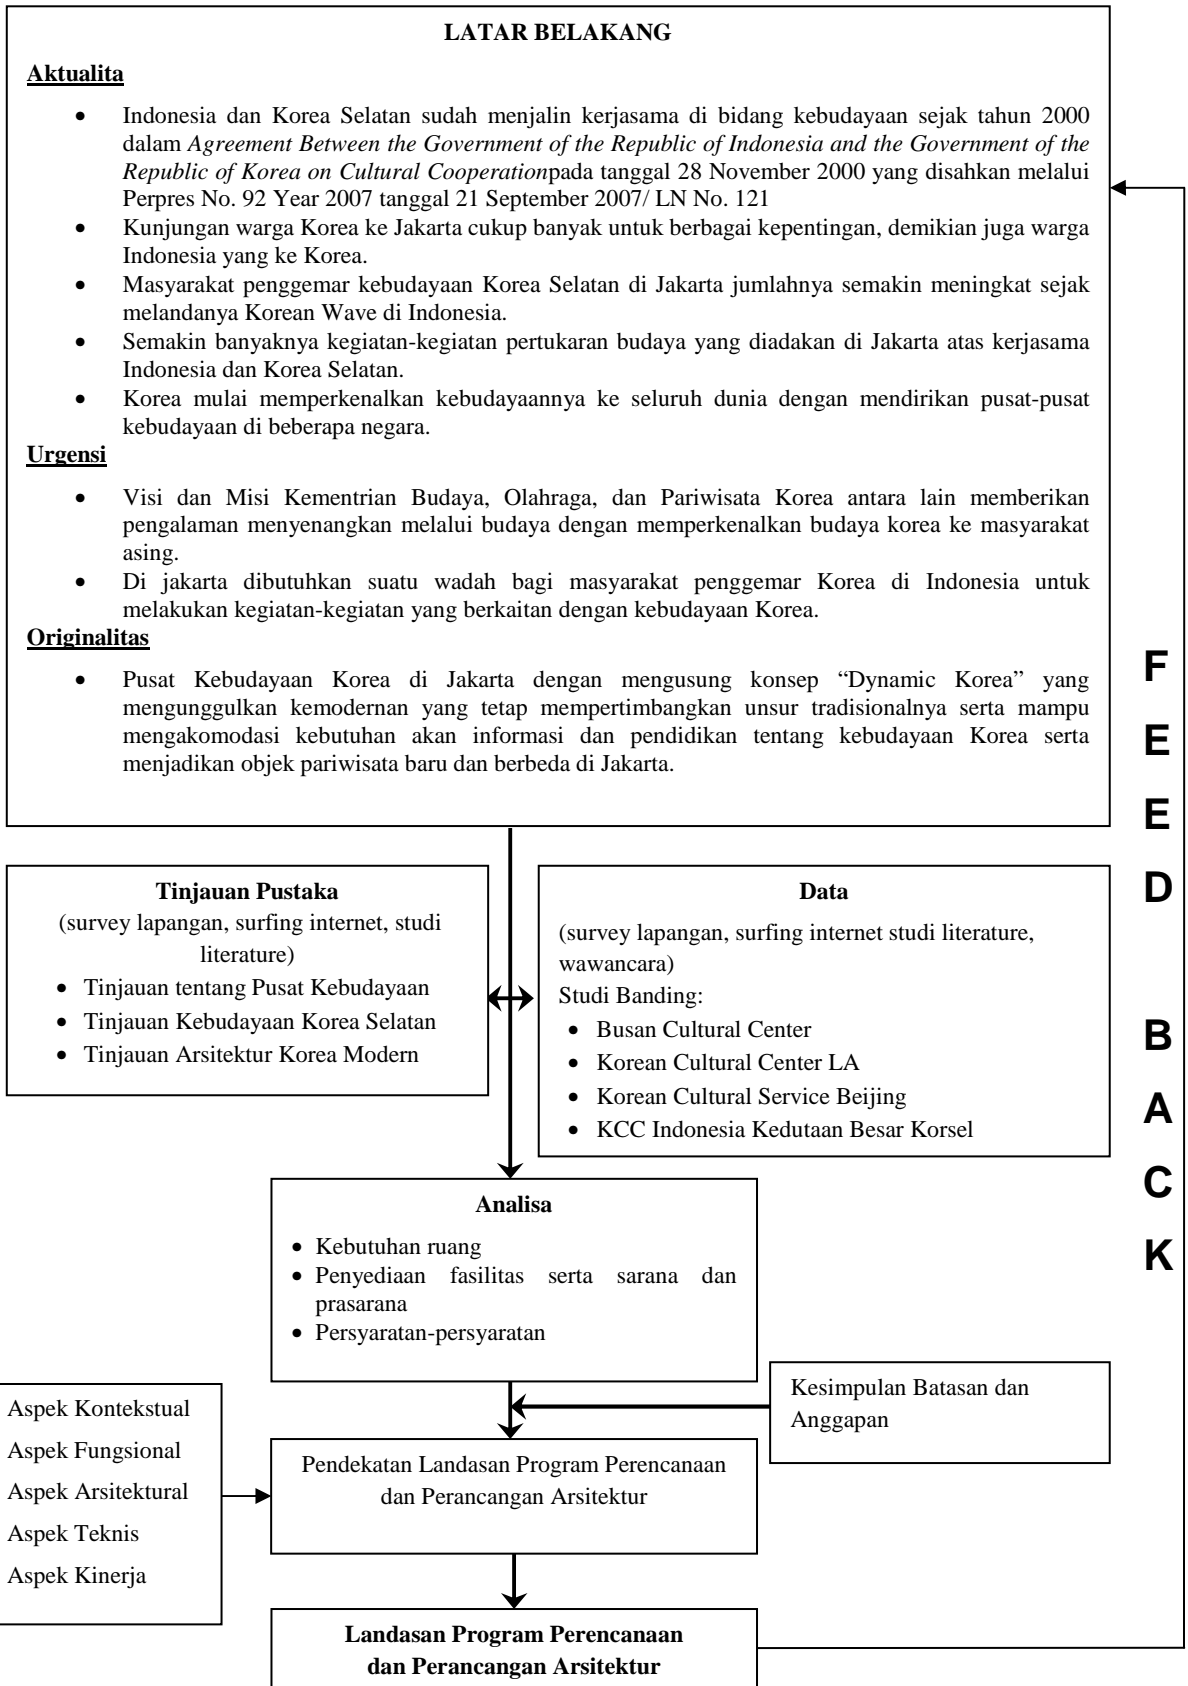 LATAR BELAKANG
Aktualita
• Indonesia dan Korea Selatan sudah menjalin kerjasama di bidang kebudayaan sejak tahun 2000
dalam Agreement Between the Government of the Republic of Indonesia and the Government of the
Republic of Korea on Cultural Cooperationpada tanggal 28 November 2000 yang disahkan melalui
Perpres No. 92 Year 2007 tanggal 21 September 2007/ LN No. 121
• Kunjungan warga Korea ke Jakarta cukup banyak untuk berbagai kepentingan, demikian juga warga
Indonesia yang ke Korea.
• Masyarakat penggemar kebudayaan Korea Selatan di Jakarta jumlahnya semakin meningkat sejak
melandanya Korean Wave di Indonesia.
• Semakin banyaknya kegiatan-kegiatan pertukaran budaya yang diadakan di Jakarta atas kerjasama
Indonesia dan Korea Selatan.
• Korea mulai memperkenalkan kebudayaannya ke seluruh dunia dengan mendirikan pusat-pusat
kebudayaan di beberapa negara.
Urgensi
• Visi dan Misi Kementrian Budaya, Olahraga, dan Pariwisata Korea antara lain memberikan
pengalaman menyenangkan melalui budaya dengan memperkenalkan budaya korea ke masyarakat
asing.
• Di jakarta dibutuhkan suatu wadah bagi masyarakat penggemar Korea di Indonesia untuk
melakukan kegiatan-kegiatan yang berkaitan dengan kebudayaan Korea.
Originalitas
• Pusat Kebudayaan Korea di Jakarta dengan mengusung konsep “Dynamic Korea” yang
mengunggulkan kemodernan yang tetap mempertimbangkan unsur tradisionalnya serta mampu
mengakomodasi kebutuhan akan informasi dan pendidikan tentang kebudayaan Korea serta
menjadikan objek pariwisata baru dan berbeda di Jakarta.
Tinjauan Pustaka
(survey lapangan, surfing internet, studi
literature)
• Tinjauan tentang Pusat Kebudayaan
• Tinjauan Kebudayaan Korea Selatan
• Tinjauan Arsitektur Korea Modern
Data
(survey lapangan, surfing internet studi literature,
wawancara)
Studi Banding:
• Busan Cultural Center
• Korean Cultural Center LA
• Korean Cultural Service Beijing
• KCC Indonesia Kedutaan Besar Korsel
Analisa
• Kebutuhan ruang
• Penyediaan fasilitas serta sarana dan
prasarana
• Persyaratan-persyaratan
Kesimpulan Batasan dan
Anggapan
Aspek Kontekstual
Aspek Fungsional
Aspek Arsitektural
Aspek Teknis
Aspek Kinerja
Pendekatan Landasan Program Perencanaan
dan Perancangan Arsitektur
Landasan Program Perencanaan
dan Perancangan Arsitektur
F
E
E
D
B
A
C
K